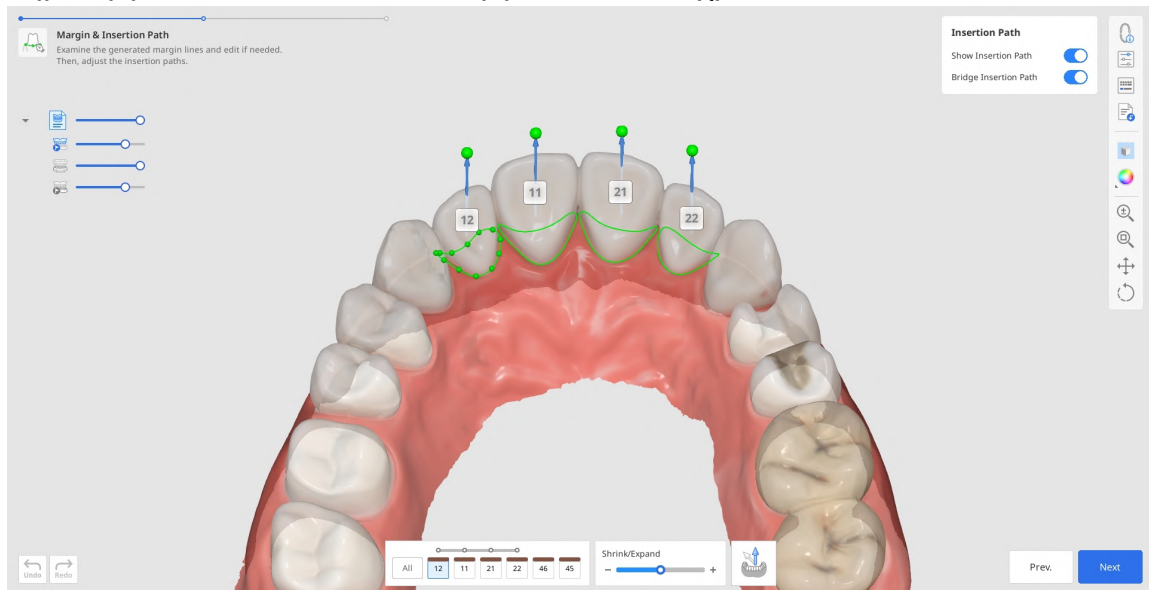 Margin & Insertion Path
Examine the generated margin lines and edit if needed.
Then, adjust the insertion paths.
Insertion Path
Show Insertion Path
Bridge Insertion Path
11
21
12
22
Shrink/Expand
All
12
11
21
22
46
45
−
+
Undo
Redo
Prev.
Next